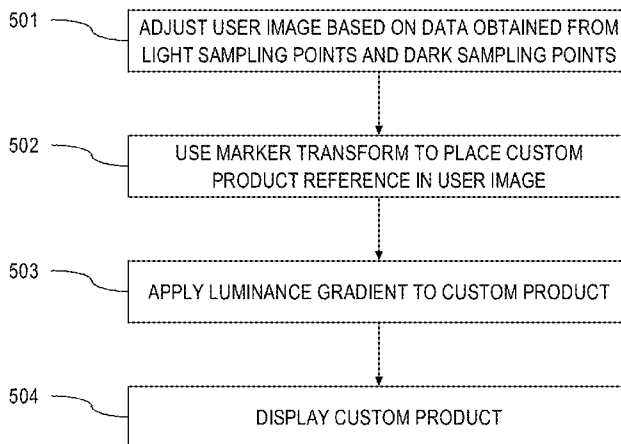 501
ADJUST USER IMAGE BASED ON DATA OBTAINED FROM
LIGHT SAMPLING POINTS AND DARK SAMPLING POINTS
502
USE MARKER TRANSFORM TO PLACE CUSTOM
PRODUCT REFERENCE IN USER IMAGE
503
APPLY LUMINANCE GRADIENT TO CUSTOM PRODUCT
504
DISPLAY CUSTOM PRODUCT